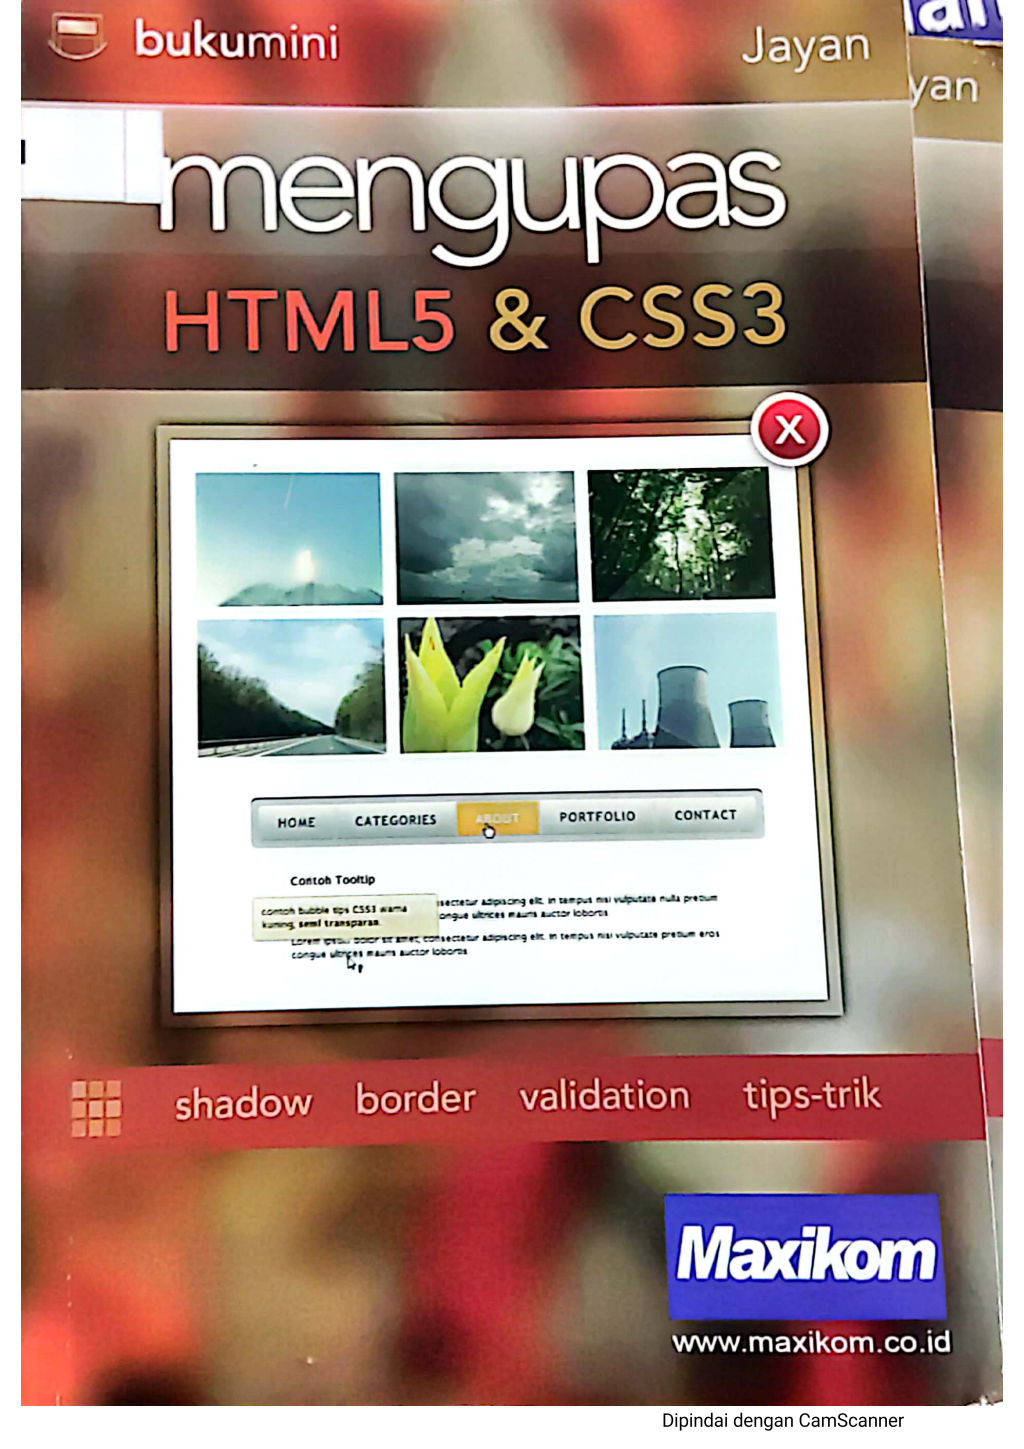 bukumini
Jayan
yan
mengupas
HTML5 & CSS3
X
HOME CATEGORIES ABOUT PORTFOLIO CONTACT
Contoh Tooltip
contoh bubble tips CSS3 warna
kuning, semi transparan.
sectetur adipiscing elit. In tempus nisi vulputate nulla pretium
congue ultrices mauris auctor lobortis
Lorem ipsum dolor sit amet, consectetur adipiscing elit. In tempus nisi vulputate pretium eros
congue ultrices mauris auctor lobortis
shadow border validation tips-trik
Maxikom
www.maxikom.co.id
Dipindai dengan CamScanner